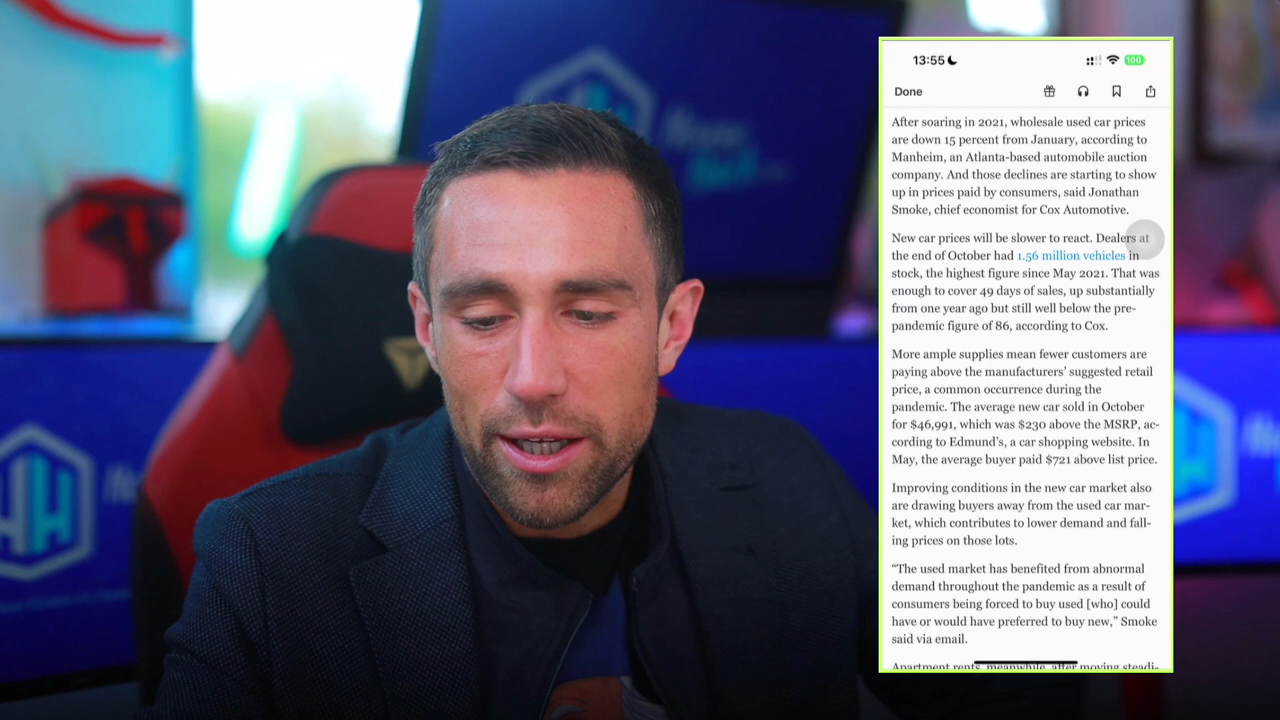 13:55
100
Done
After soaring in 2021, wholesale used car prices
are down 15 percent from January, according to
Manheim, an Atlanta-based automobile auction
company. And those declines are starting to show
up in prices paid by consumers, said Jonathan
Smoke, chief economist for Cox Automotive.
New car prices will be slower to react. Dealers at
the end of October had 1.56 million vehicles in
stock, the highest figure since May 2021. That was
enough to cover 49 days of sales, up substantially
from one year ago but still well below the pre-
pandemic figure of 86, according to Cox.
More ample supplies mean fewer customers are
paying above the manufacturers’ suggested retail
price, a common occurrence during the
pandemic. The average new car sold in October
for $46,991, which was $230 above the MSRP, ac-
cording to Edmund’s, a car shopping website. In
May, the average buyer paid $721 above list price.
Improving conditions in the new car market also
are drawing buyers away from the used car mar-
ket, which contributes to lower demand and fall-
ing prices on those lots.
“The used market has benefited from abnormal
demand throughout the pandemic as a result of
consumers being forced to buy used [who] could
have or would have preferred to buy new,” Smoke
said via email.
Apartment rents, meanwhile, after moving steadi-